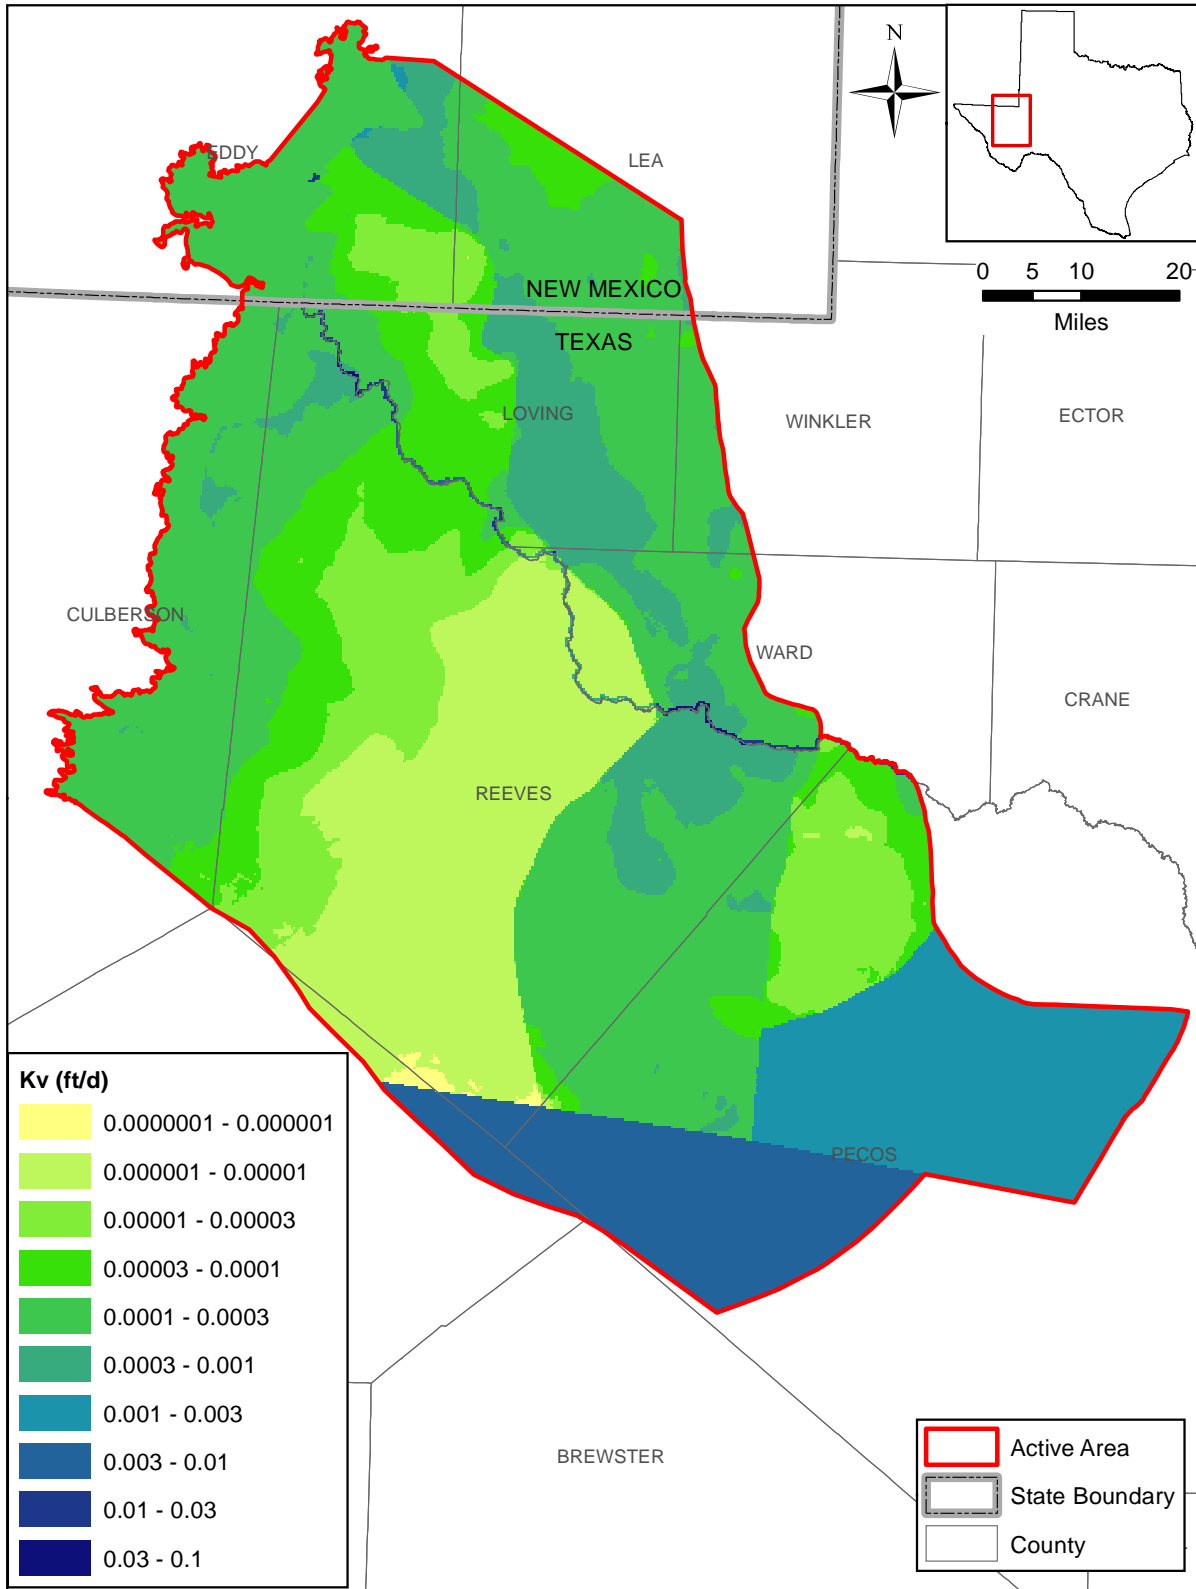 N
EDDY
LEA
0 5 10 20
Miles
NEW MEXICO
TEXAS
LOVING
WINKLER
ECTOR
CULBERSON
WARD
CRANE
REEVES
PECOS
BREWSTER
Kv (ft/d)
0.0000001 - 0.000001
0.000001 - 0.00001
0.00001 - 0.00003
0.00003 - 0.0001
0.0001 - 0.0003
0.0003 - 0.001
0.001 - 0.003
0.003 - 0.01
0.01 - 0.03
0.03 - 0.1
Active Area
State Boundary
County